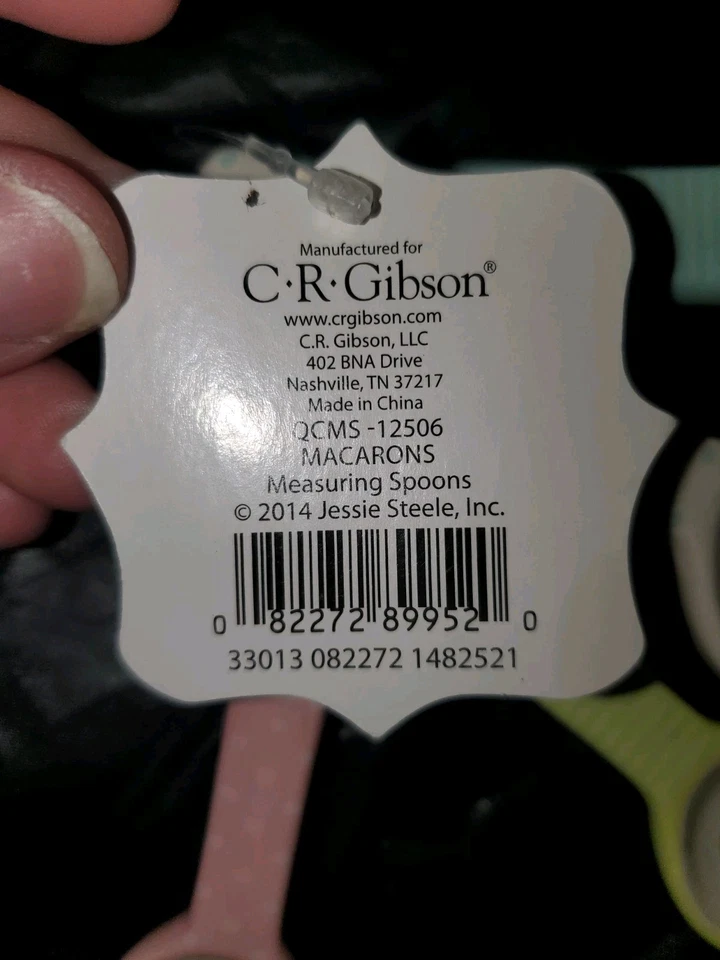 Manufactured for
C·R·Gibson®
www.crgibson.com
C.R. Gibson, LLC
402 BNA Drive
Nashville, TN 37217
Made in China
QCMS -12506
MACARONS
Measuring Spoons
© 2014 Jessie Steele, Inc.
0 82272 89952 0
33013 082272 1482521